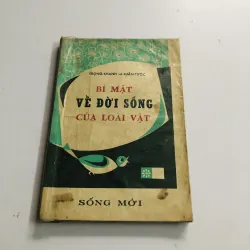 BÍ MẬT
VỀ ĐỜI SỐNG
CỦA LOÀI VẬT
SỐNG MỚI